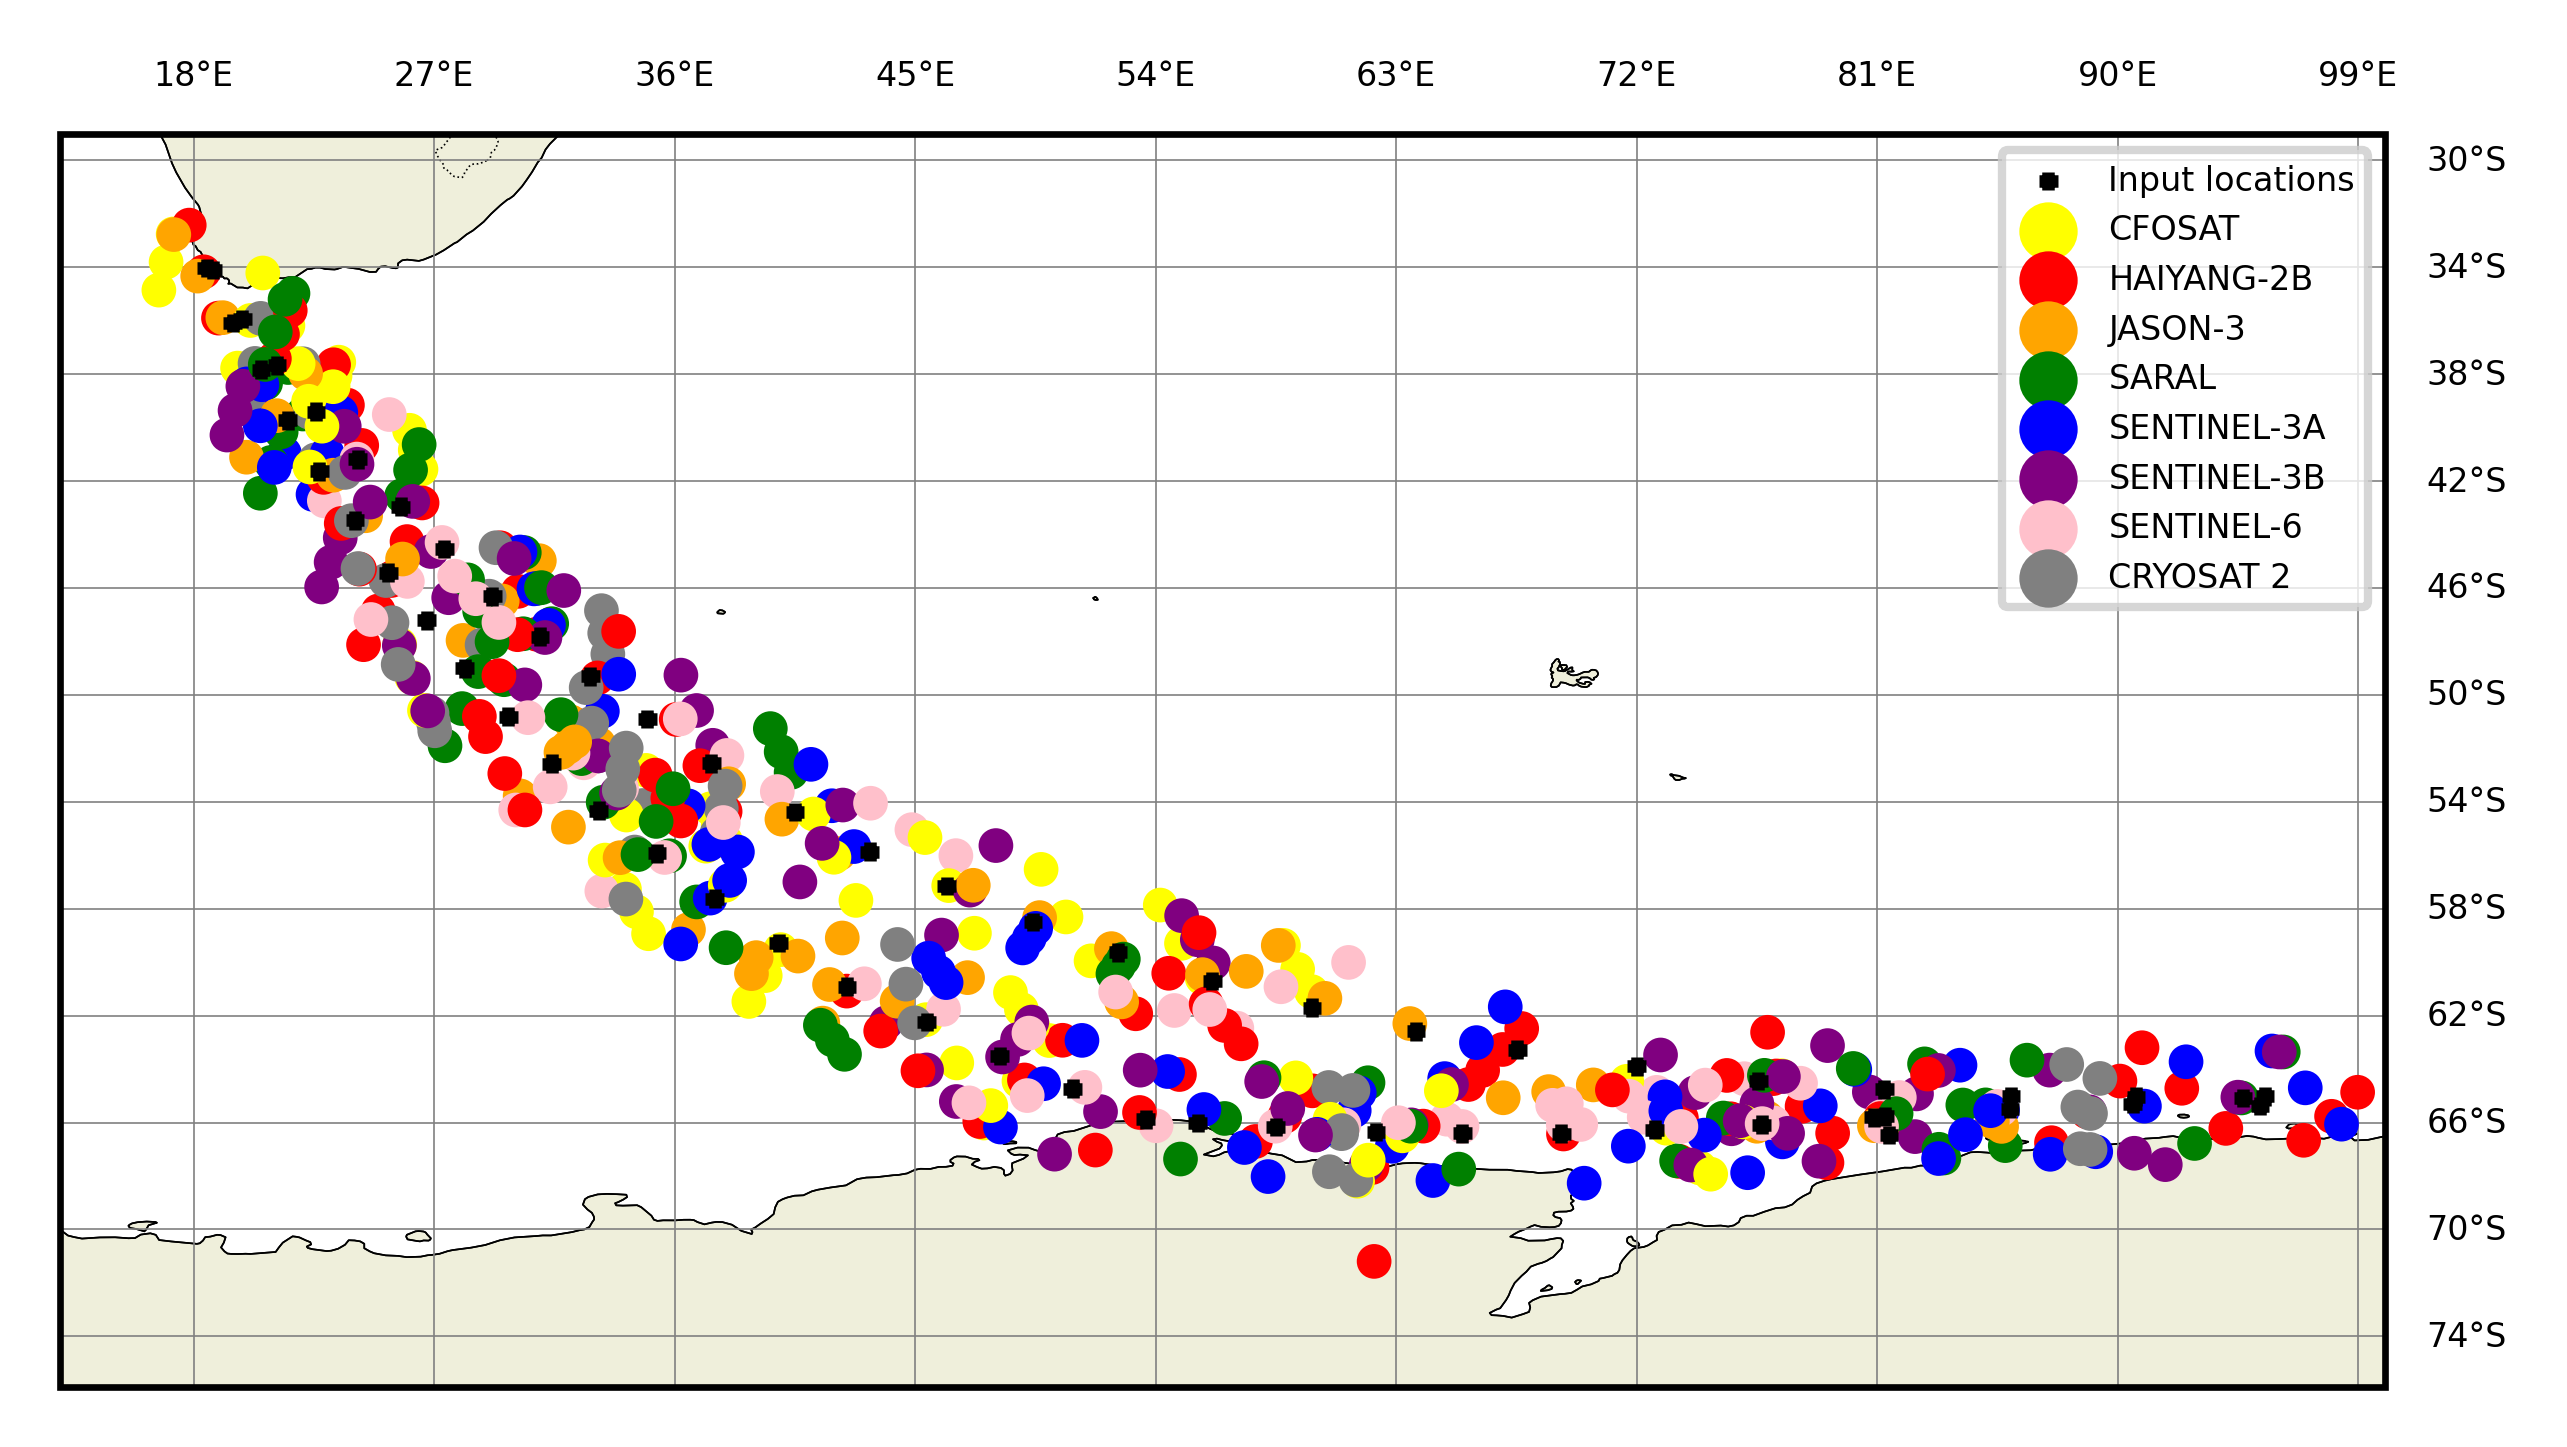 18°E 27°E 36°E 45°E 54°E 63°E 72°E 81°E 90°E 99°E
30°S
34°S
38°S
42°S
46°S
50°S
54°S
58°S
62°S
66°S
70°S
74°S
Input locations
CFOSAT
HAIYANG-2B
JASON-3
SARAL
SENTINEL-3A
SENTINEL-3B
SENTINEL-6
CRYOSAT 2